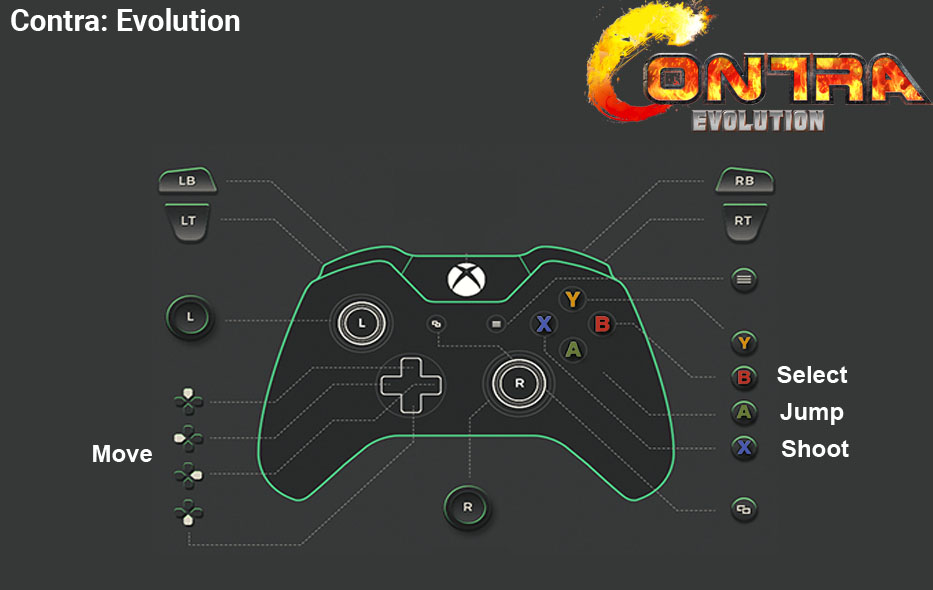 Contra: Evolution
CONTRA
EVOLUTION
LB
RB
LT
RT
Y
L
L
X
B
Y
A
B
Select
R
A
Jump
Move
X
Shoot
R